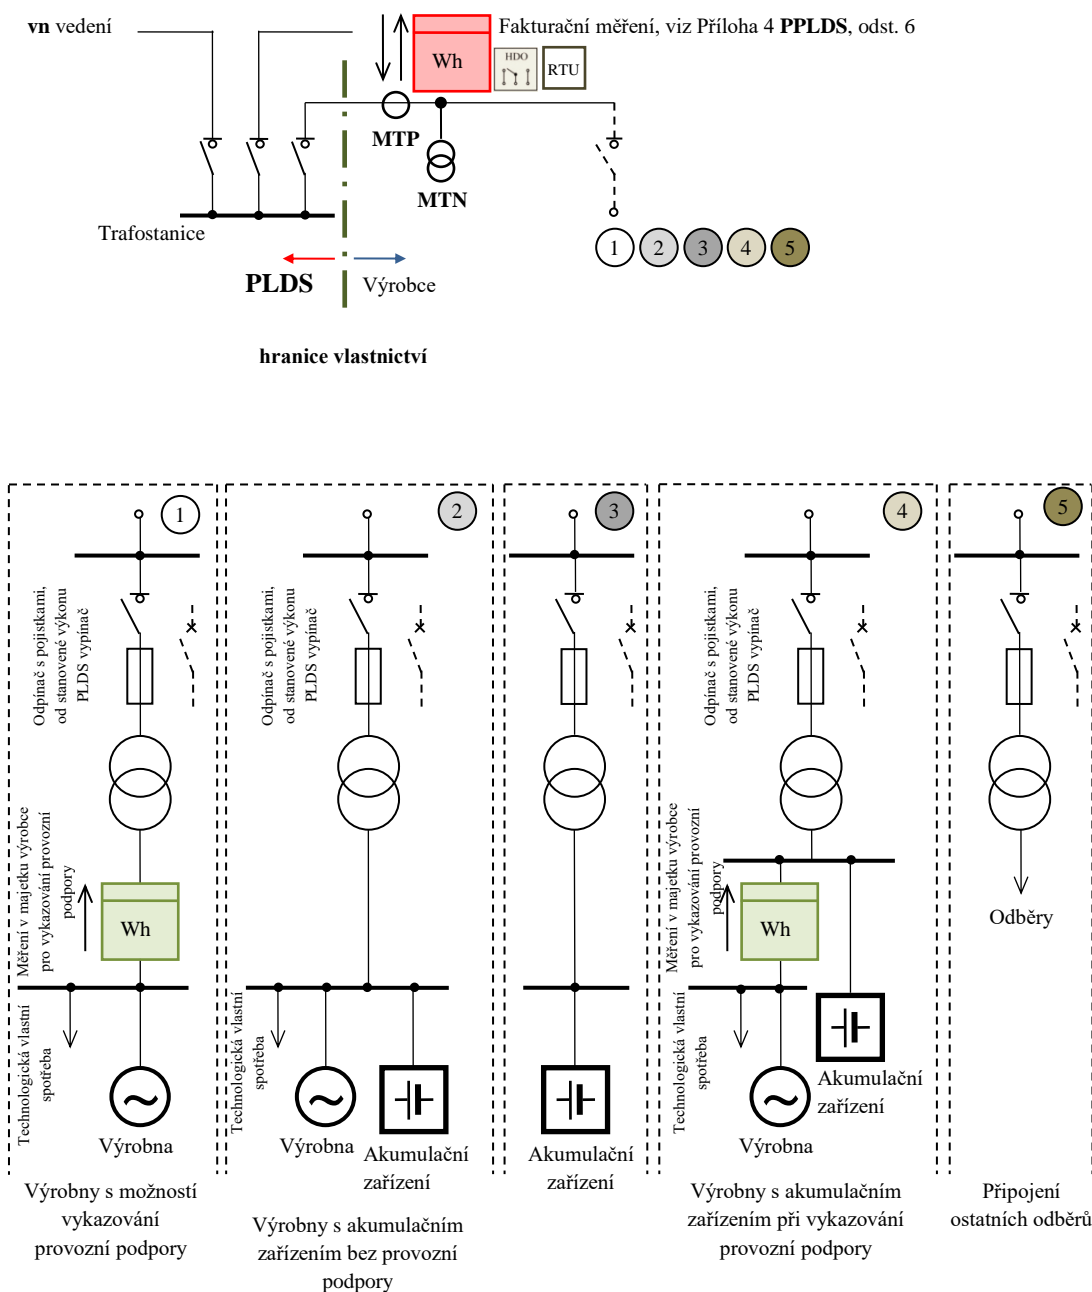 vn vedení
Fakturační měření, viz Příloha 4 PPLDS, odst. 6
Wh
HDO
RTU
MTP
MTN
Trafostanice
1
2
3
4
5
PLDS
Výrobce
hranice vlastnictví
1
Odpínač s pojistkami,
od stanovené výkonu
PLDS vypínač
Měření v majetku výrobce
pro vykazování provozní
podpory
Wh
Technologická vlastní
spotřeba
Výrobna
Výrobny s možností
vykazování
provozní podpory
2
Odpínač s pojistkami,
od stanovené výkonu
PLDS vypínač
Technologická vlastní
spotřeba
Výrobna
Akumulační
zařízení
Výrobny s akumulačním
zařízením bez provozní
podpory
3
Akumulační
zařízení
4
Odpínač s pojistkami,
od stanovené výkonu
PLDS vypínač
Měření v majetku výrobce
pro vykazování provozní
podpory
Wh
Technologická vlastní
spotřeba
Výrobna
Akumulační
zařízení
Výrobny s akumulačním
zařízením při vykazování
provozní podpory
5
Odběry
Připojení
ostatních odběrů